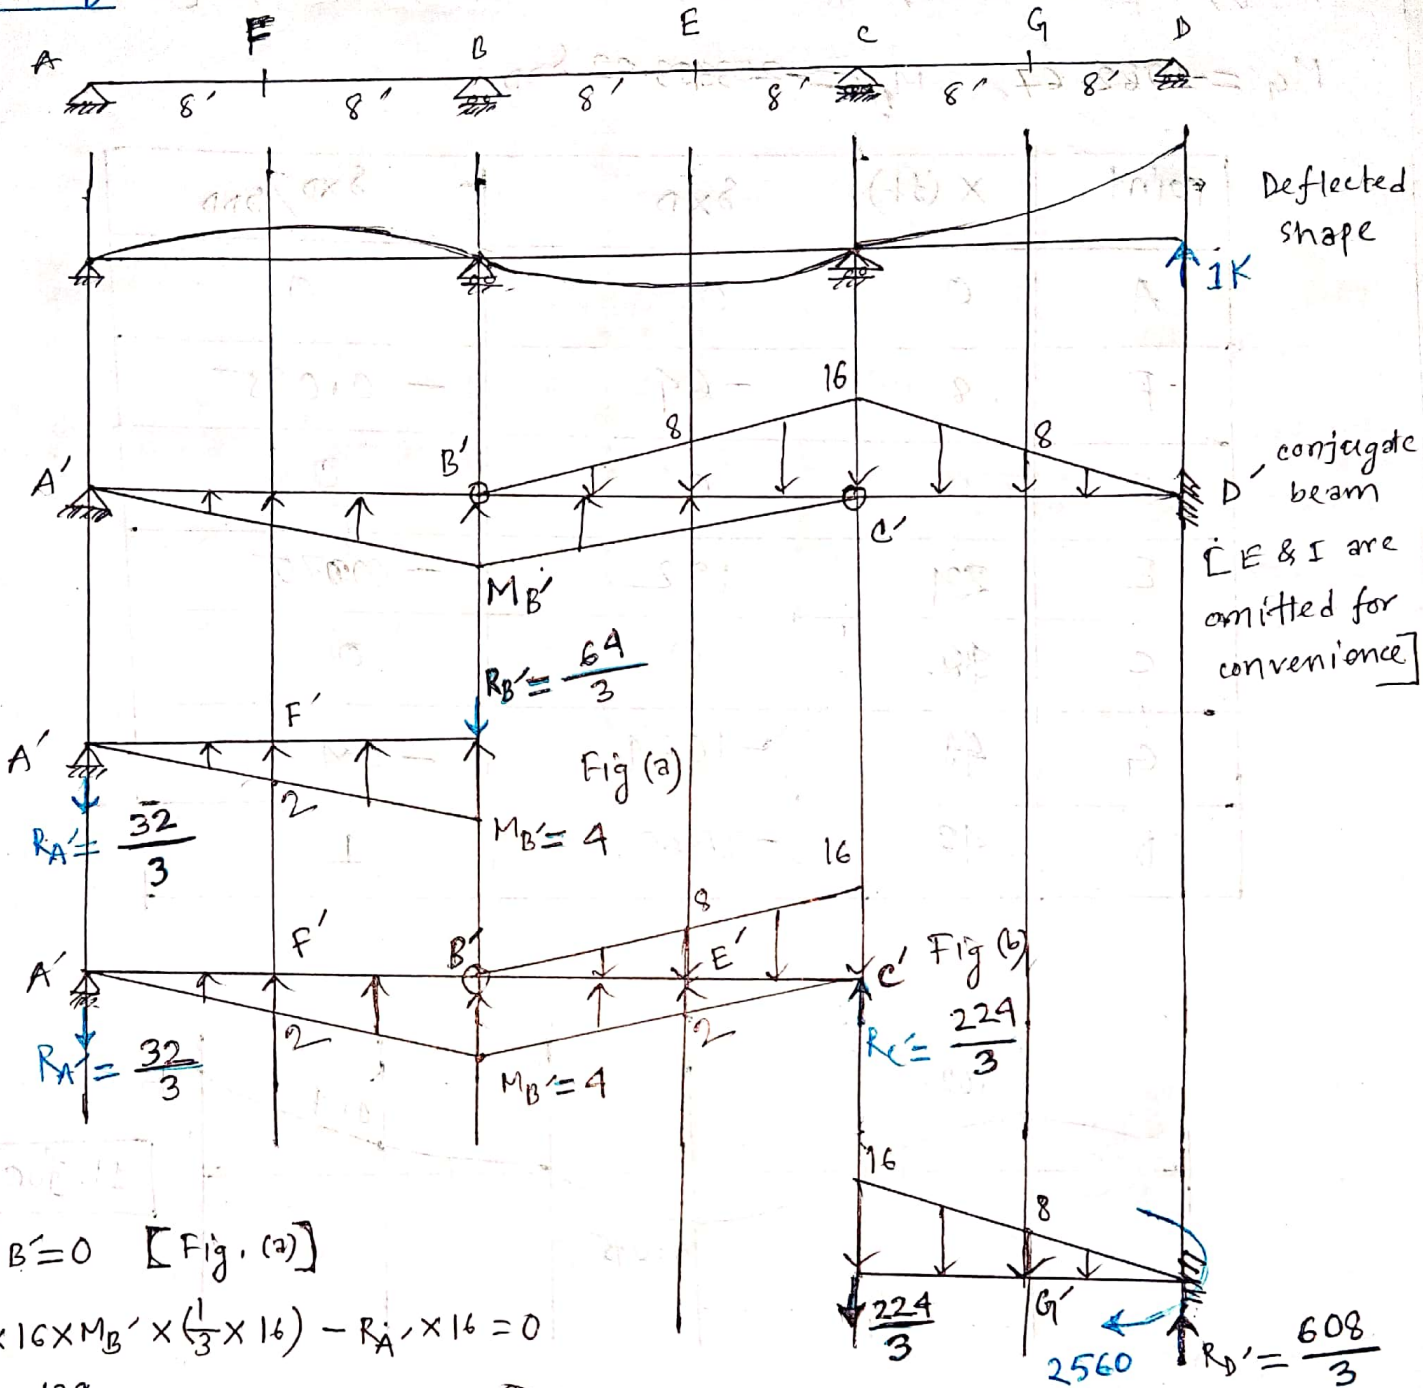 A F B E C G D
8' 8' 8' 8' 8' 8'
Deflected
shape
1K
16
8 8
A' B' C' D'
conjugate
beam
[E & I are
omitted for
convenience]
MB'
RB' = 64/3
A' F' Fig (a)
2
RA' = 32/3
MB' = 4
16
8
A' F' B' E' C' Fig (b)
2 2
RA' = 32/3
MB' = 4
RC' = 224/3
16
8
G'
224/3
2560
RD' = 608/3
B' = 0 [Fig. (a)]
×16×MB' × (1/3 × 16) − RA' × 16 = 0